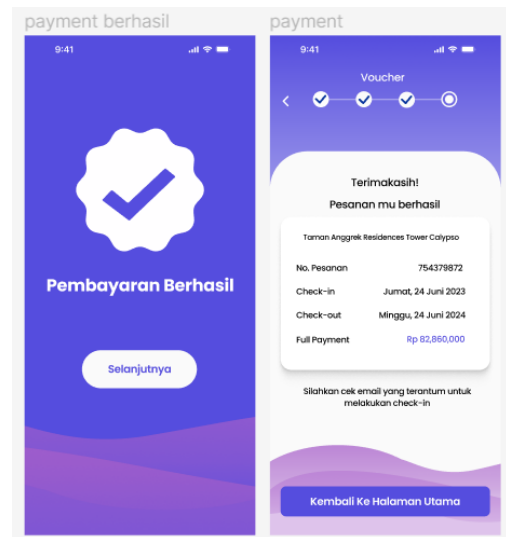 payment berhasil
9:41
Pembayaran Berhasil
Selanjutnya
payment
9:41
Voucher
Terimakasih!
Pesanan mu berhasil
Taman Anggrek Residences Tower Calypso
No. Pesanan 754379872
Check-in Jumat, 24 Juni 2023
Check-out Minggu, 24 Juni 2024
Full Payment Rp 82,860,000
Silahkan cek email yang terantum untuk
melakukan check-in
Kembali Ke Halaman Utama